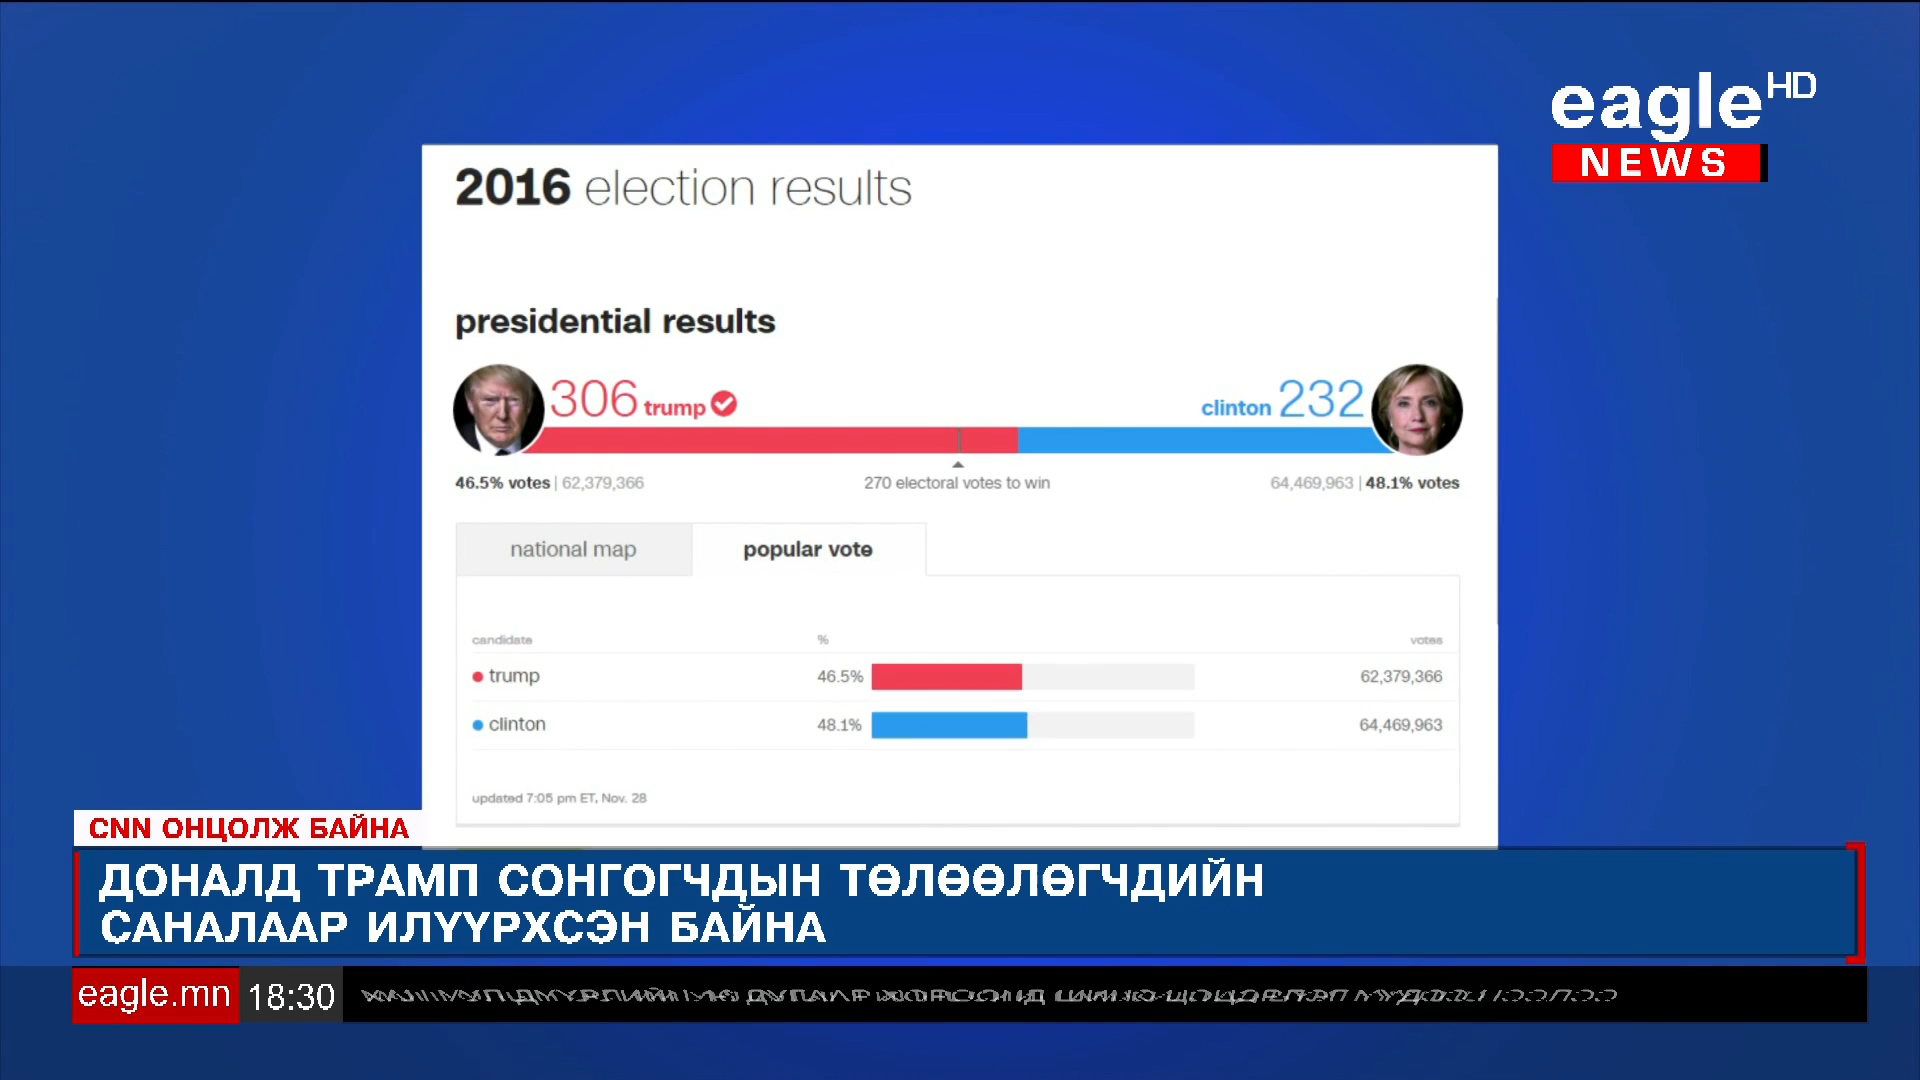 eagle HD
NEWS
2016 election results
presidential results
306 trump
clinton 232
46.5% votes | 62,379,366
270 electoral votes to win
64,469,963 | 48.1% votes
national map
popular vote
candidate % votes
trump 46.5% 62,379,366
clinton 48.1% 64,469,963
updated 7:05 pm ET, Nov. 28
CNN ОНЦОЛЖ БАЙНА
ДОНАЛД ТРАМП СОНГОГЧДЫН ТӨЛӨӨЛӨГЧДИЙН
САНАЛААР ИЛҮҮРХСЭН БАЙНА
eagle.mn 18:30